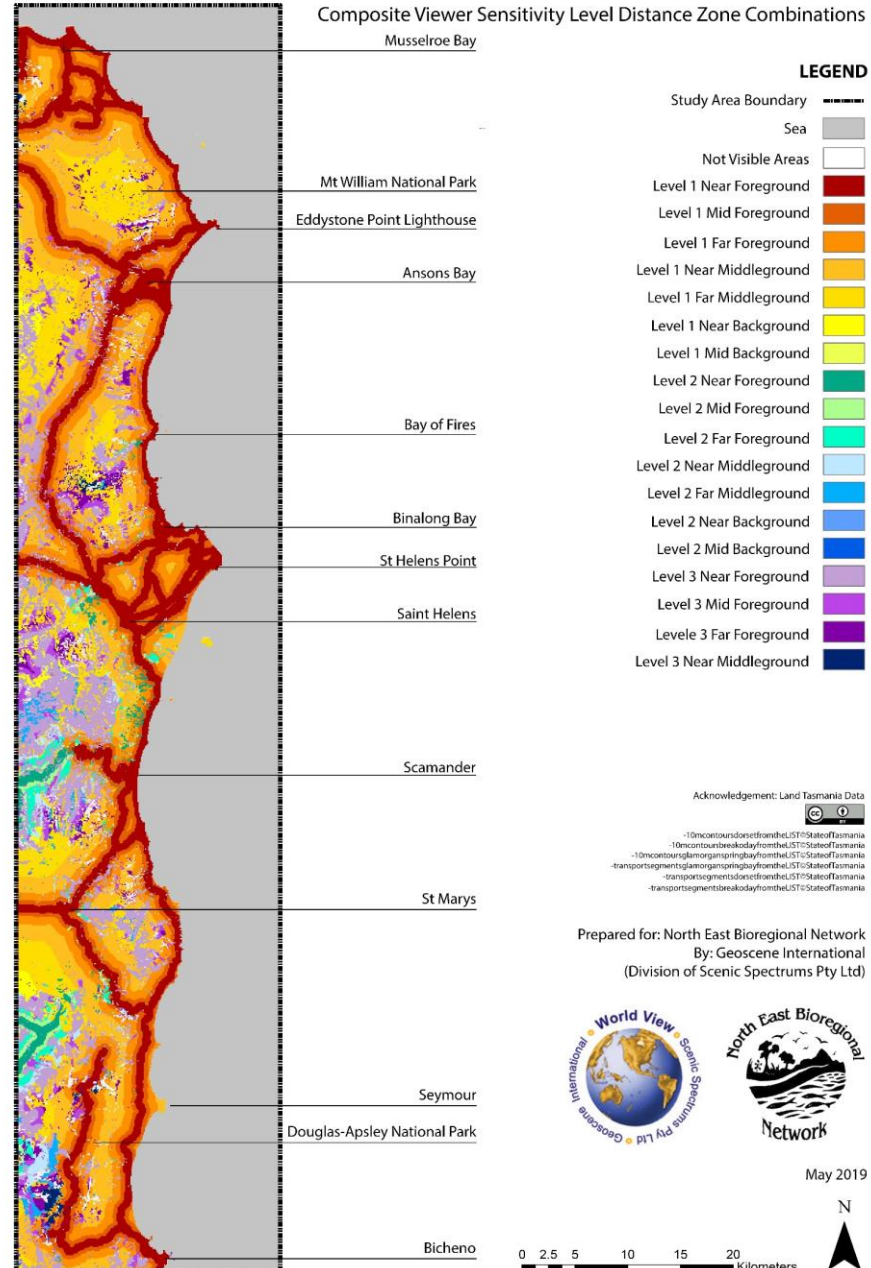 Composite Viewer Sensitivity Level Distance Zone Combinations
Musselroe Bay
Mt William National Park
Eddystone Point Lighthouse
Ansons Bay
Bay of Fires
Binalong Bay
St Helens Point
Saint Helens
Scamander
St Marys
Seymour
Douglas-Apsley National Park
Bicheno
LEGEND
Study Area Boundary
Sea
Not Visible Areas
Level 1 Near Foreground
Level 1 Mid Foreground
Level 1 Far Foreground
Level 1 Near Middleground
Level 1 Far Middleground
Level 1 Near Background
Level 1 Mid Background
Level 2 Near Foreground
Level 2 Mid Foreground
Level 2 Far Foreground
Level 2 Near Middleground
Level 2 Far Middleground
Level 2 Near Background
Level 2 Mid Background
Level 3 Near Foreground
Level 3 Mid Foreground
Levele 3 Far Foreground
Level 3 Near Middleground
Acknowledgement: Land Tasmania Data
cc
BY
-10mcontoursdorsetfromtheLIST©StateofTasmania
-10mcontoursbreakodayfromtheLIST©StateofTasmania
-10mcontoursglamorganspringbayfromtheLIST©StateofTasmania
-transportsegmentsglamorganspringbayfromtheLIST©StateofTasmania
-transportsegmentsdorsetfromtheLIST©StateofTasmania
-transportsegmentsbreakodayfromtheLIST©StateofTasmania
Prepared for: North East Bioregional Network
By: Geoscene International
(Division of Scenic Spectrums Pty Ltd)
World View
Scenic Spectrums Pty Ltd
Geoscene International
North East Bioregional
Network
May 2019
N
0 2.5 5 10 15 20
Kilometers